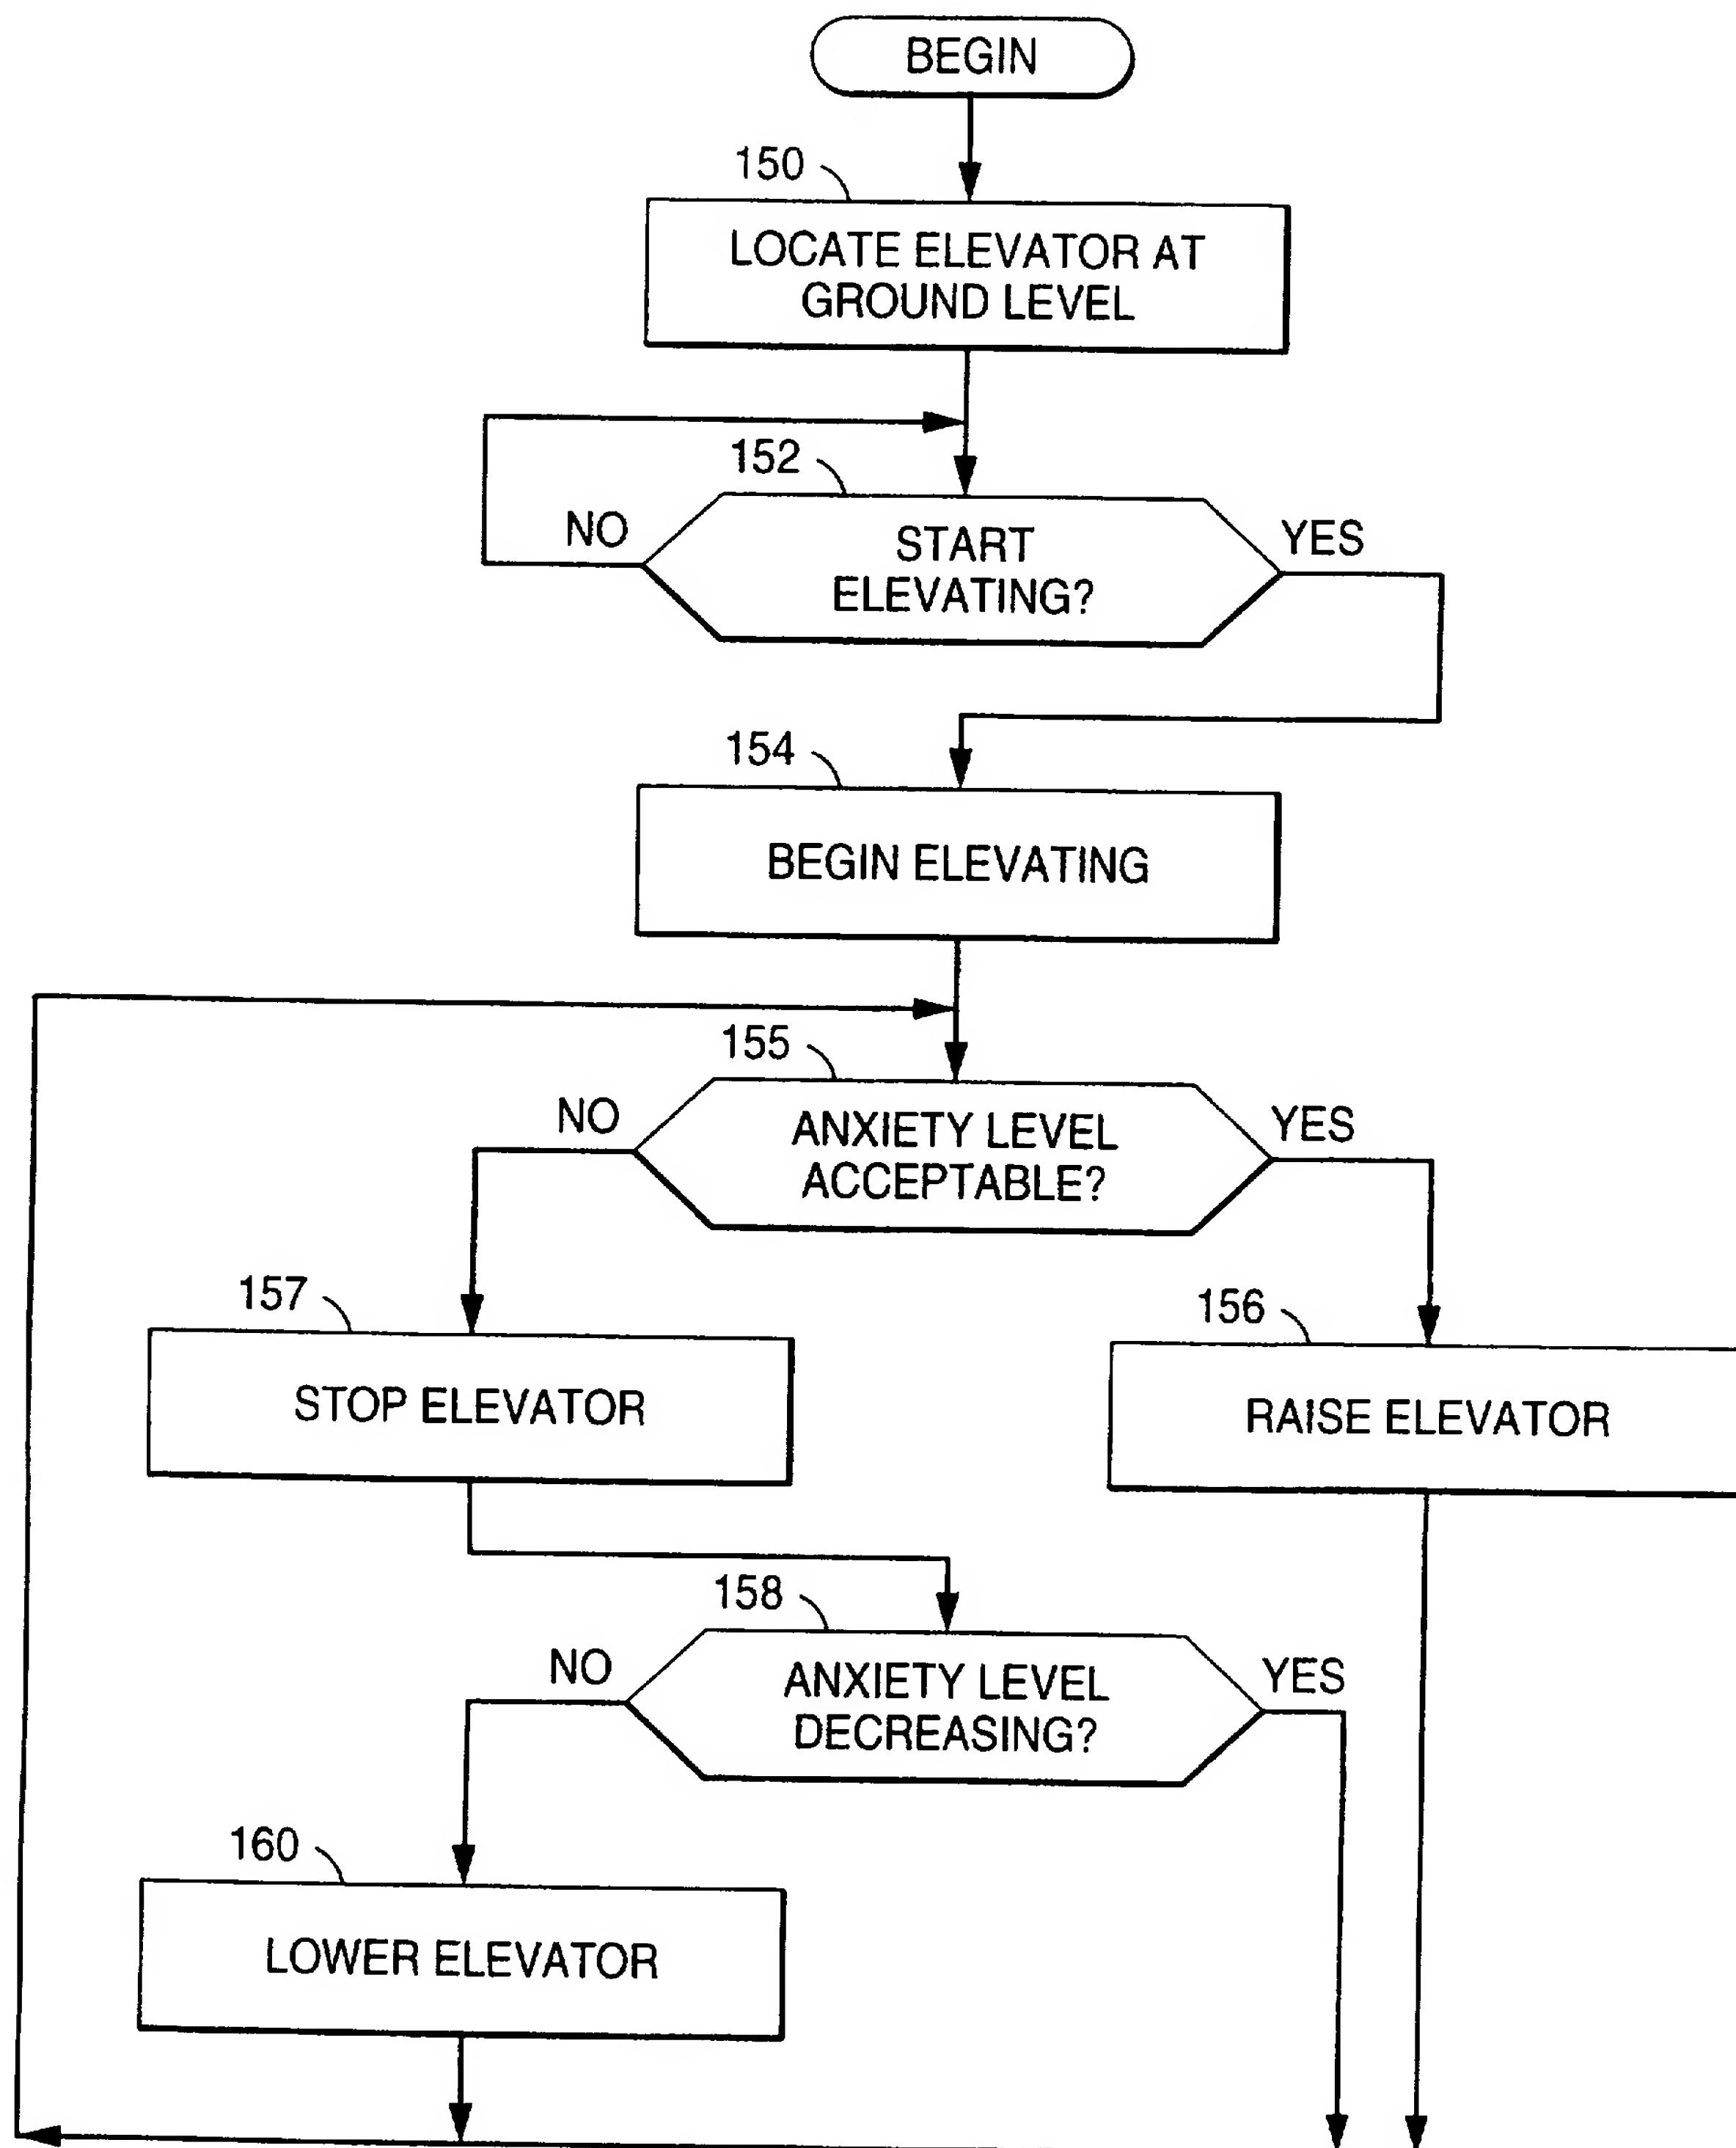 BEGIN
150
LOCATE ELEVATOR AT
GROUND LEVEL
152
NO
START
ELEVATING?
YES
154
BEGIN ELEVATING
155
NO
ANXIETY LEVEL
ACCEPTABLE?
YES
157
STOP ELEVATOR
156
RAISE ELEVATOR
158
NO
ANXIETY LEVEL
DECREASING?
YES
160
LOWER ELEVATOR